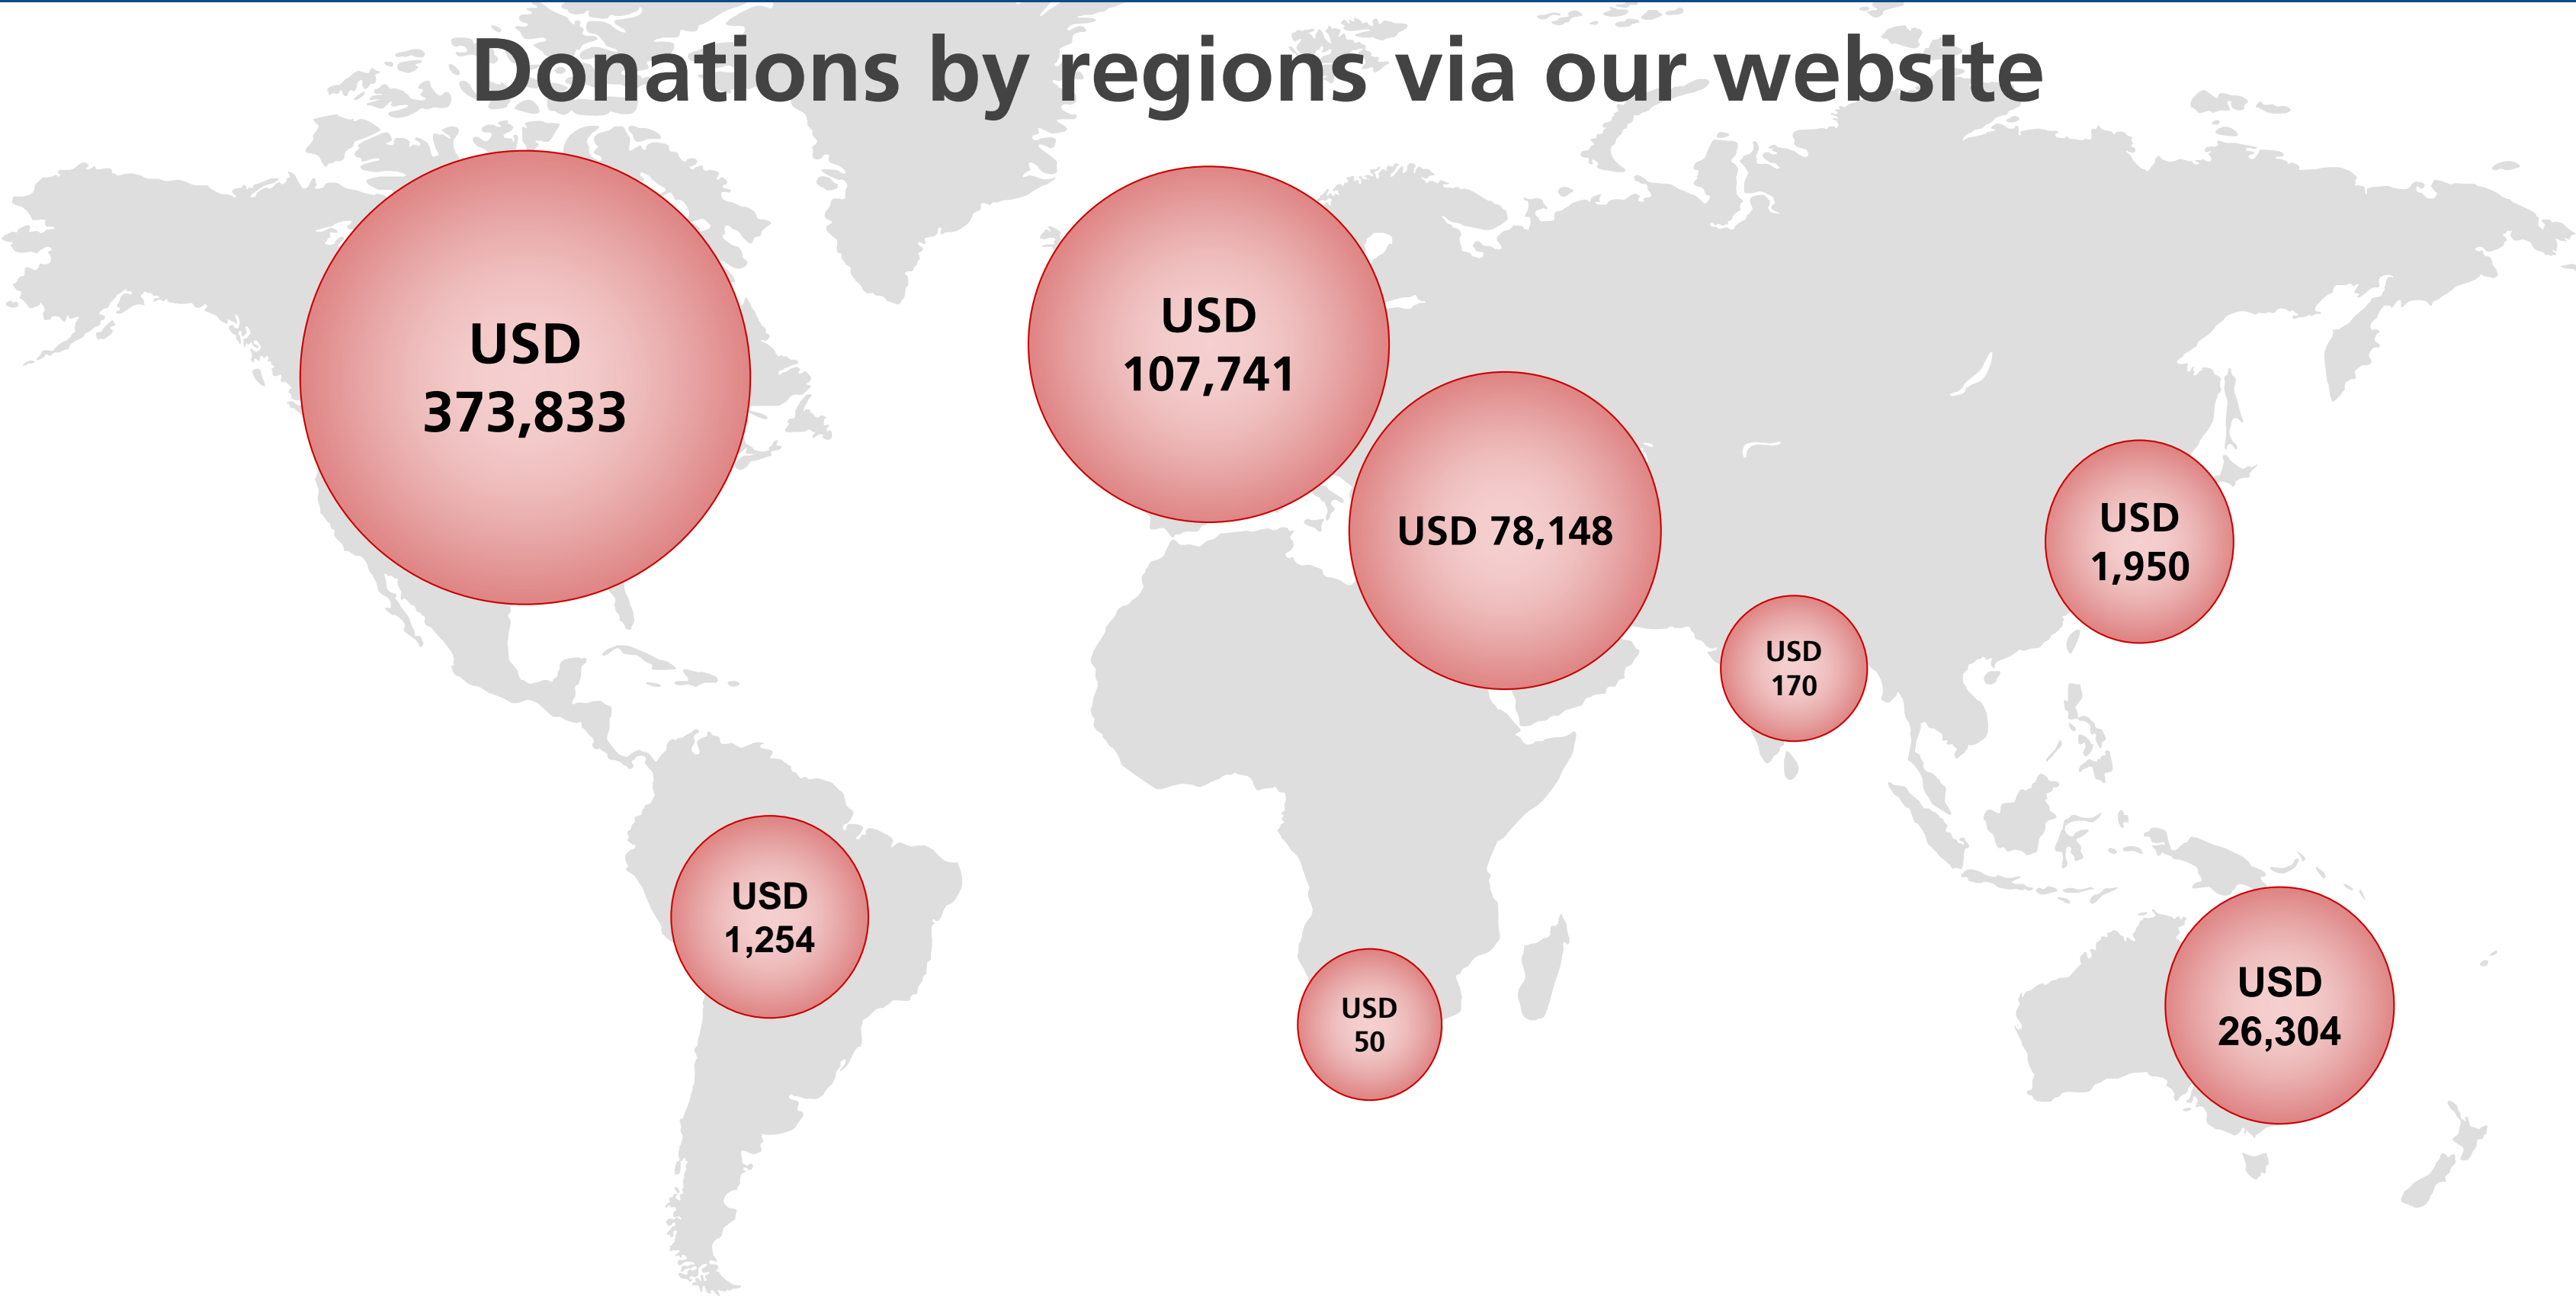 Donations by regions via our website
USD
373,833
USD
107,741
USD 78,148
USD
1,950
USD
170
USD
1,254
USD
50
USD
26,304